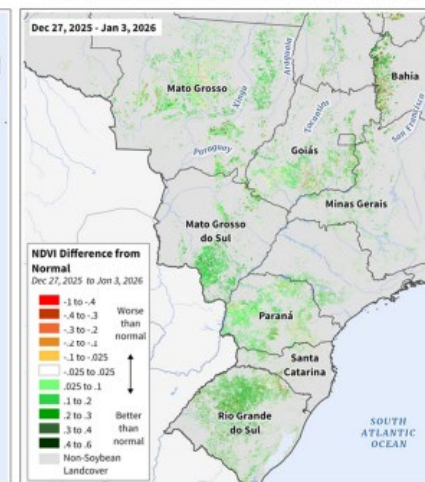 Dec 27, 2025 - Jan 3, 2026
Mato Grosso
Xingu
Araguaia
Bahia
Tocantins
São Francisco
Paraguay
Goiás
Minas Gerais
Mato Grosso
do Sul
NDVI Difference from
Normal
Dec 27, 2025 to Jan 3, 2026
-1 to -.4
-.4 to -.3
-.3 to -.2
-.2 to -.1
-.1 to -.025
-.025 to .025
.025 to .1
.1 to .2
.2 to .3
.3 to .4
.4 to .6
Non-Soybean
Landcover
Worse
than
normal
Better
than
normal
Paraná
Santa
Catarina
Rio Grande
do Sul
SOUTH
ATLANTIC
OCEAN